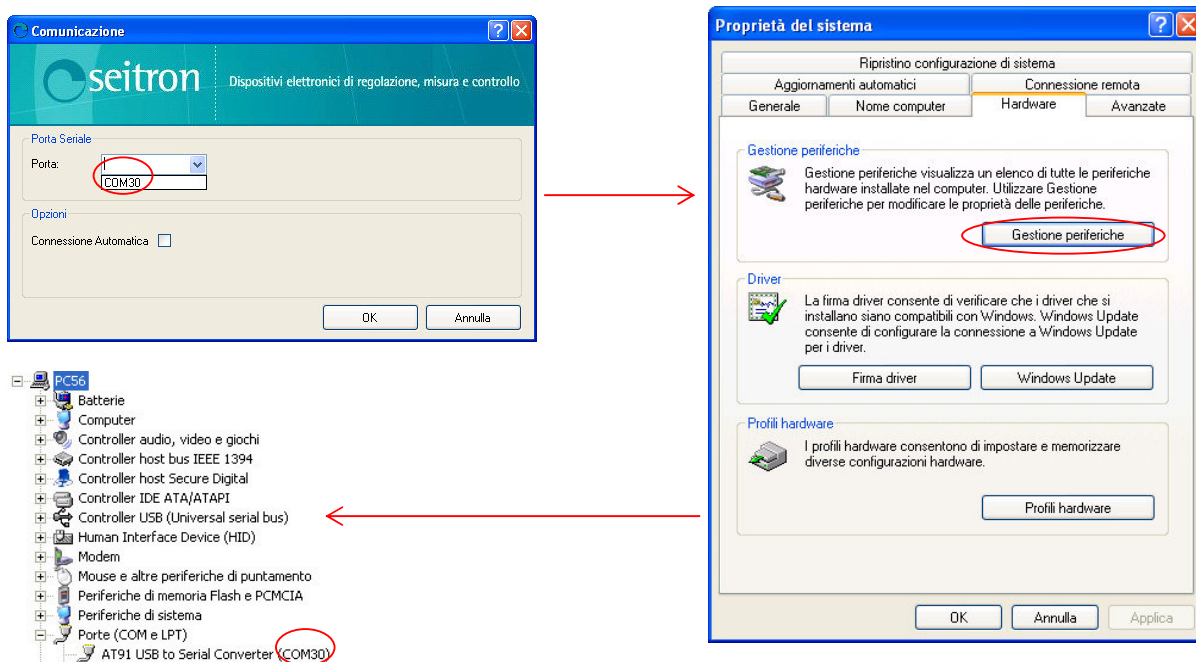 Comunicazione
seitron
Dispositivi elettronici di regolazione, misura e controllo
Porta Seriale
Porta:
COM30
Opzioni
Connessione Automatica
OK
Annulla
Proprietà del sistema
Ripristino configurazione di sistema
Aggiornamenti automatici
Connessione remota
Generale
Nome computer
Hardware
Avanzate
Gestione periferiche
Gestione periferiche visualizza un elenco di tutte le periferiche
hardware installate nel computer. Utilizzare Gestione
periferiche per modificare le proprietà delle periferiche.
Gestione periferiche
Driver
La firma driver consente di verificare che i driver che si
installano siano compatibili con Windows. Windows Update
consente di configurare la connessione a Windows Update
per i driver.
Firma driver
Windows Update
Profili hardware
I profili hardware consentono di impostare e memorizzare
diverse configurazioni hardware.
Profili hardware
OK
Annulla
Applica
PC56
Batterie
Computer
Controller audio, video e giochi
Controller host bus IEEE 1394
Controller host Secure Digital
Controller IDE ATA/ATAPI
Controller USB (Universal serial bus)
Human Interface Device (HID)
Modem
Mouse e altre periferiche di puntamento
Periferiche di memoria Flash e PCMCIA
Periferiche di sistema
Porte (COM e LPT)
AT91 USB to Serial Converter (COM30)